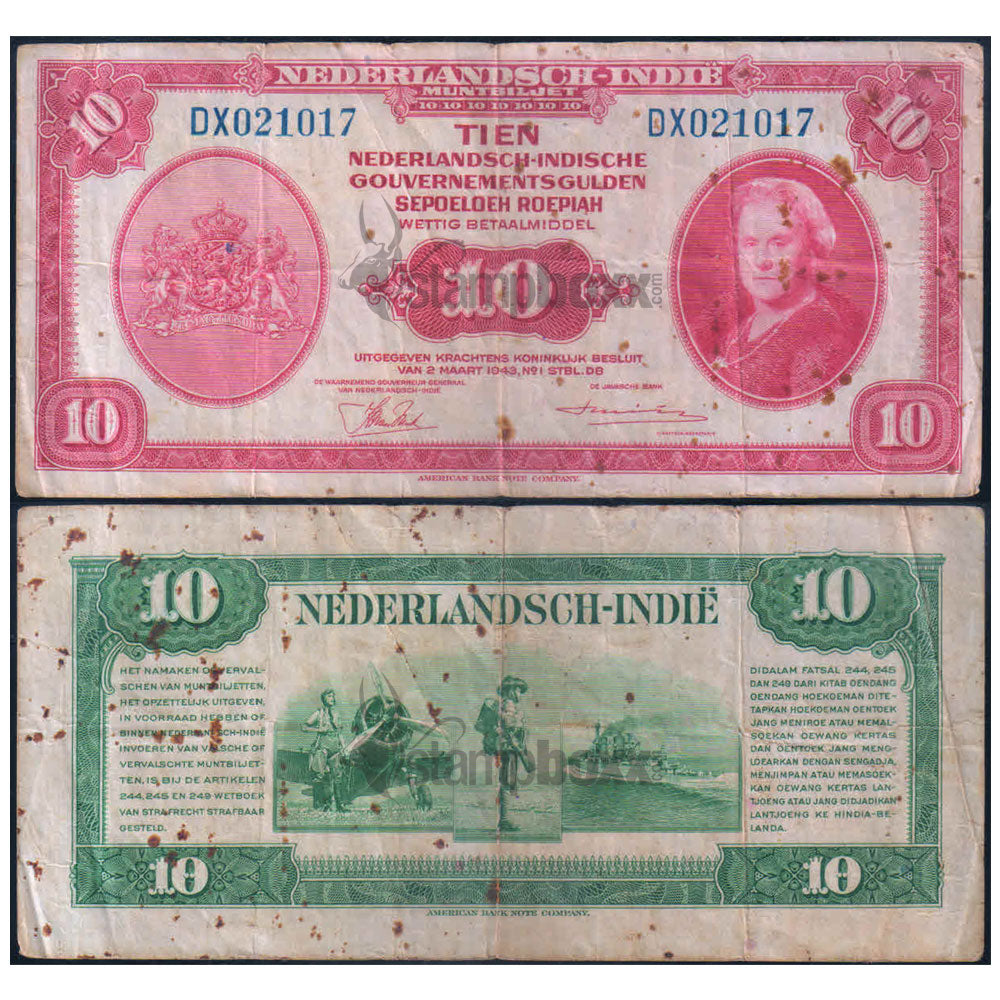 NEDERLANDSCH-INDIË
MUNTBILJET
10·10·10·10·10·10·10
10
10
DX021017
DX021017
TIEN
NEDERLANDSCH-INDISCHE
GOUVERNEMENTSGULDEN
SEPOELOEH ROEPIAH
WETTIG BETAALMIDDEL
10
stampboxx.com
UITGEGEVEN KRACHTENS KONINKLIJK BESLUIT
VAN 2 MAART 1943, No I STBL. D8
DE WAARNEMEND GOUVERNEUR-GENERAAL
VAN NEDERLANDSCH-INDIË
DE JAVASCHE BANK
10
10
AMERICAN BANK NOTE COMPANY.
10
10
NEDERLANDSCH-INDIË
HET NAMAKEN OF VERVAL-
SCHEN VAN MUNTBILJETTEN,
HET OPZETTELIJK UITGEVEN,
IN VOORRAAD HEBBEN OF
BINNEN NEDERLANDSCH-INDIË
INVOEREN VAN VALSCHE OF
VERVALSCHTE MUNTBILJET-
TEN, IS BIJ DE ARTIKELEN
244, 245 EN 249 WETBOEK
VAN STRAFRECHT STRAFBAAR
GESTELD.
DIDALAM FATSAL 244, 245
DAN 249 DARI KITAB OENDANG
OENDANG HOEKOEMAN DITE-
TAPKAN HOEKOEMAN OENTOEK
JANG MENIROE ATAU MEMAL-
SOEKAN OEWANG KERTAS
DAN OENTOEK JANG MENG-
LOEARKAN DENGAN SENGADJA,
MENJIMPAN ATAU MEMASOEK-
KAN OEWANG KERTAS LAN-
TJOENG ATAU JANG DIDJADIKAN
LANTJOENG KE HINDIA-BE-
LANDA.
stampboxx.com
10
10
AMERICAN BANK NOTE COMPANY.